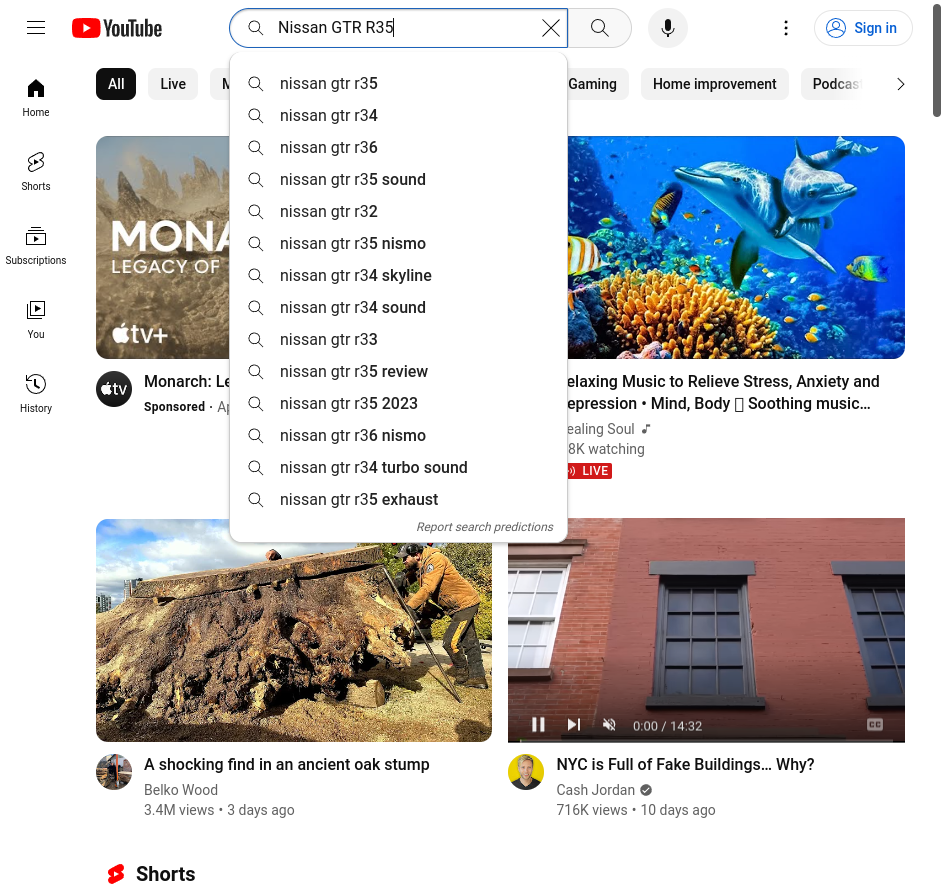 YouTube
Nissan GTR R35
Sign in
All
Live
M
Gaming
Home improvement
Podcas
Home
Shorts
Subscriptions
You
History
nissan gtr r35
nissan gtr r34
nissan gtr r36
nissan gtr r35 sound
nissan gtr r32
nissan gtr r35 nismo
nissan gtr r34 skyline
nissan gtr r34 sound
nissan gtr r33
nissan gtr r35 review
nissan gtr r35 2023
nissan gtr r36 nismo
nissan gtr r34 turbo sound
nissan gtr r35 exhaust
Report search predictions
MONA
LEGACY OF
tv+
tv
Monarch: Le
Sponsored · Ap
elaxing Music to Relieve Stress, Anxiety and
epression • Mind, Body ▯ Soothing music...
ealing Soul
8K watching
LIVE
A shocking find in an ancient oak stump
Belko Wood
3.4M views • 3 days ago
0:00 / 14:32
CC
NYC is Full of Fake Buildings... Why?
Cash Jordan
716K views • 10 days ago
Shorts